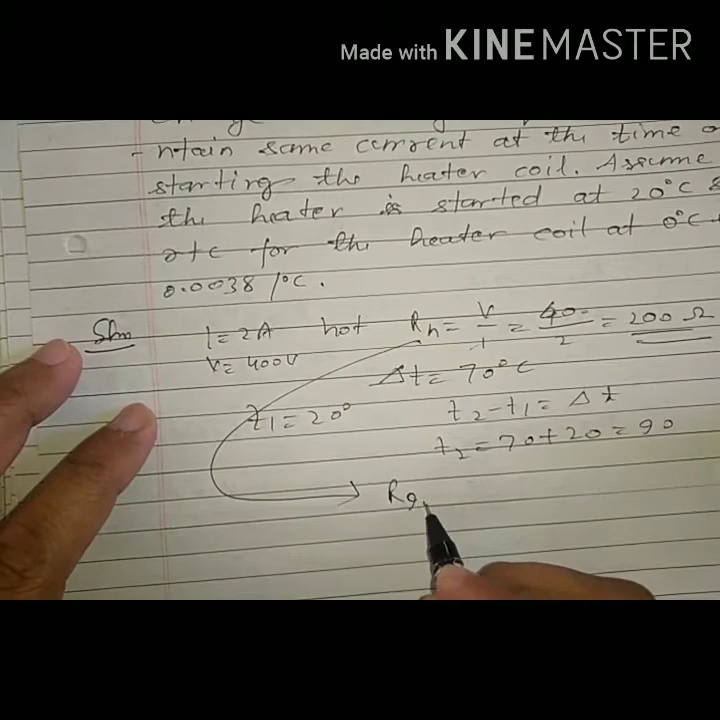 Made with KINEMASTER
- ntain same current at the time
starting the heater coil. Assume
the heater is started at 20°C
for the heater coil at 0°C
0.0038 /°C.
Sln I = 2A hot Rh = V/I = 400/2 = 200 Ω
V = 400V
Δt = 70°C
t1 = 20° t2 - t1 = Δt
t2 = 70 + 20 = 90
R9